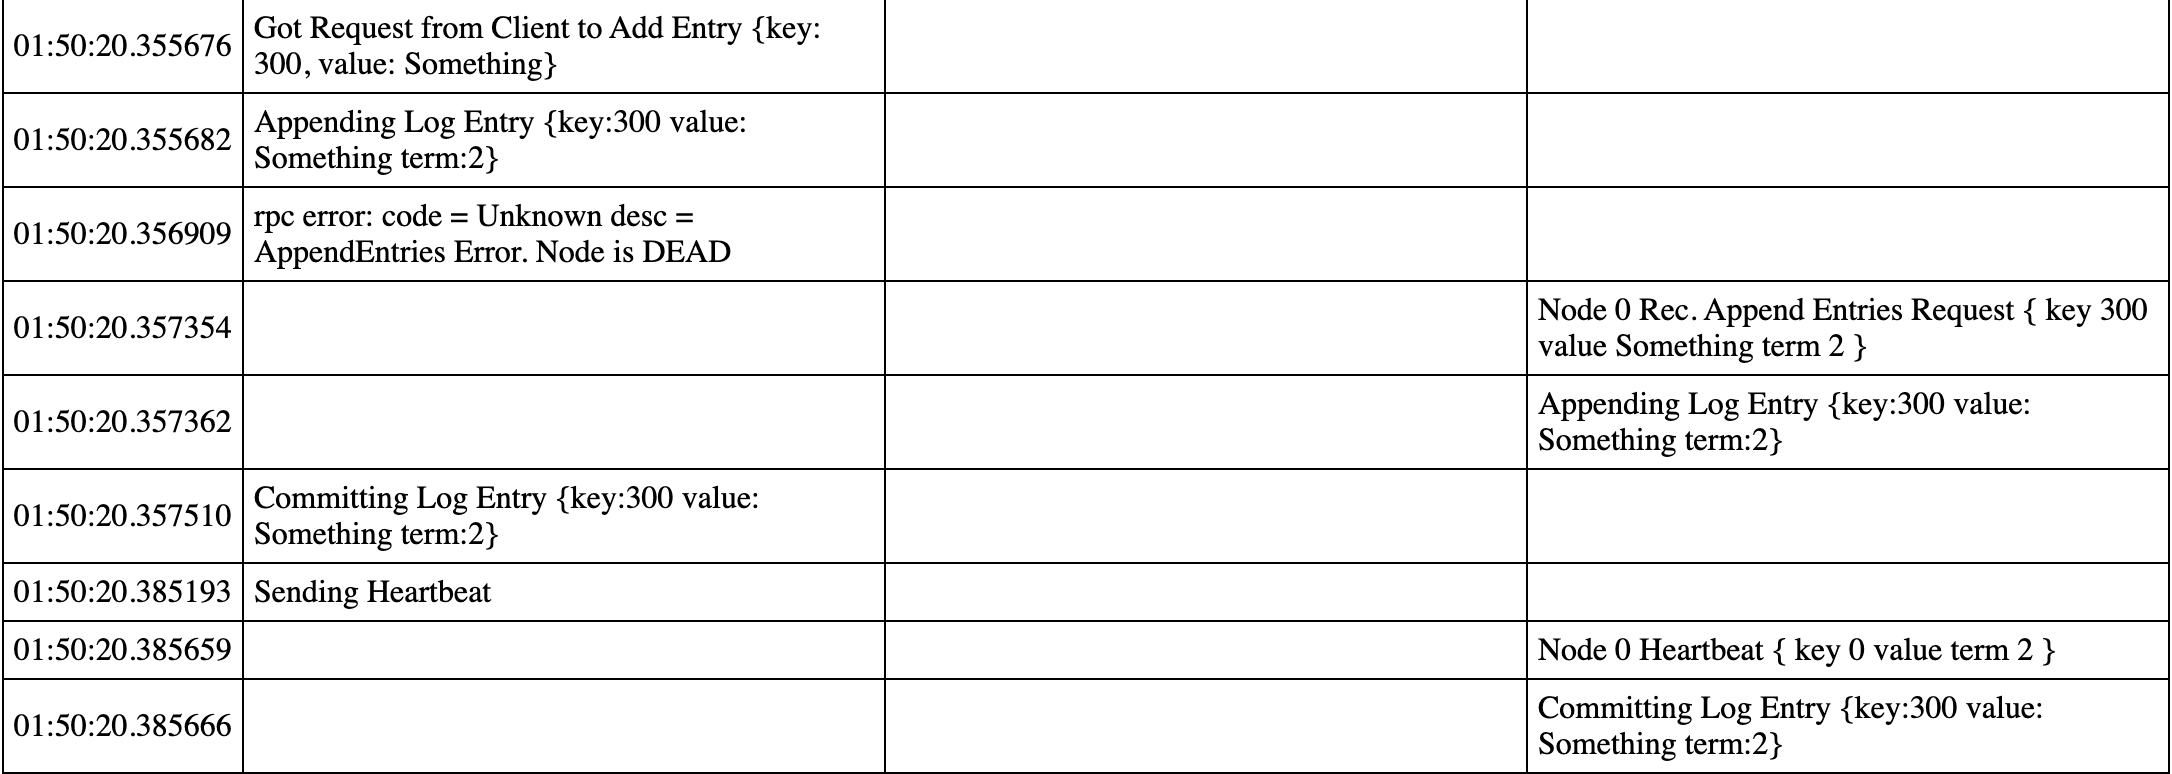 01:50:20.355676
Got Request from Client to Add Entry {key:
300, value: Something}
01:50:20.355682
Appending Log Entry {key:300 value:
Something term:2}
01:50:20.356909
rpc error: code = Unknown desc =
AppendEntries Error. Node is DEAD
01:50:20.357354
Node 0 Rec. Append Entries Request { key 300
value Something term 2 }
01:50:20.357362
Appending Log Entry {key:300 value:
Something term:2}
01:50:20.357510
Committing Log Entry {key:300 value:
Something term:2}
01:50:20.385193
Sending Heartbeat
01:50:20.385659
Node 0 Heartbeat { key 0 value term 2 }
01:50:20.385666
Committing Log Entry {key:300 value:
Something term:2}